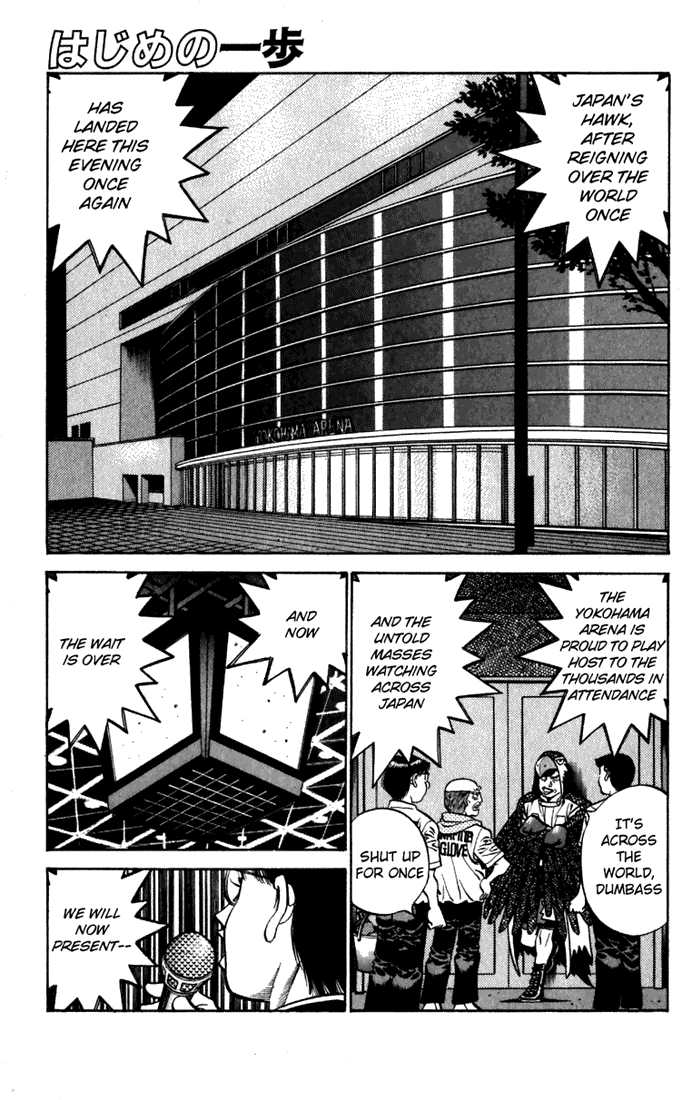 はじめの一歩
JAPAN'S
HAWK,
AFTER
REIGNING
OVER THE
WORLD
ONCE
HAS
LANDED
HERE THIS
EVENING
ONCE
AGAIN
YOKOHAMA ARENA
THE
YOKOHAMA
ARENA IS
PROUD TO PLAY
HOST TO THE
THOUSANDS IN
ATTENDANCE
AND THE
UNTOLD
MASSES
WATCHING
ACROSS
JAPAN
IT'S
ACROSS
THE
WORLD,
DUMBASS
SHUT UP
FOR ONCE
GLOVE
AND
NOW
THE WAIT
IS OVER
WE WILL
NOW
PRESENT--